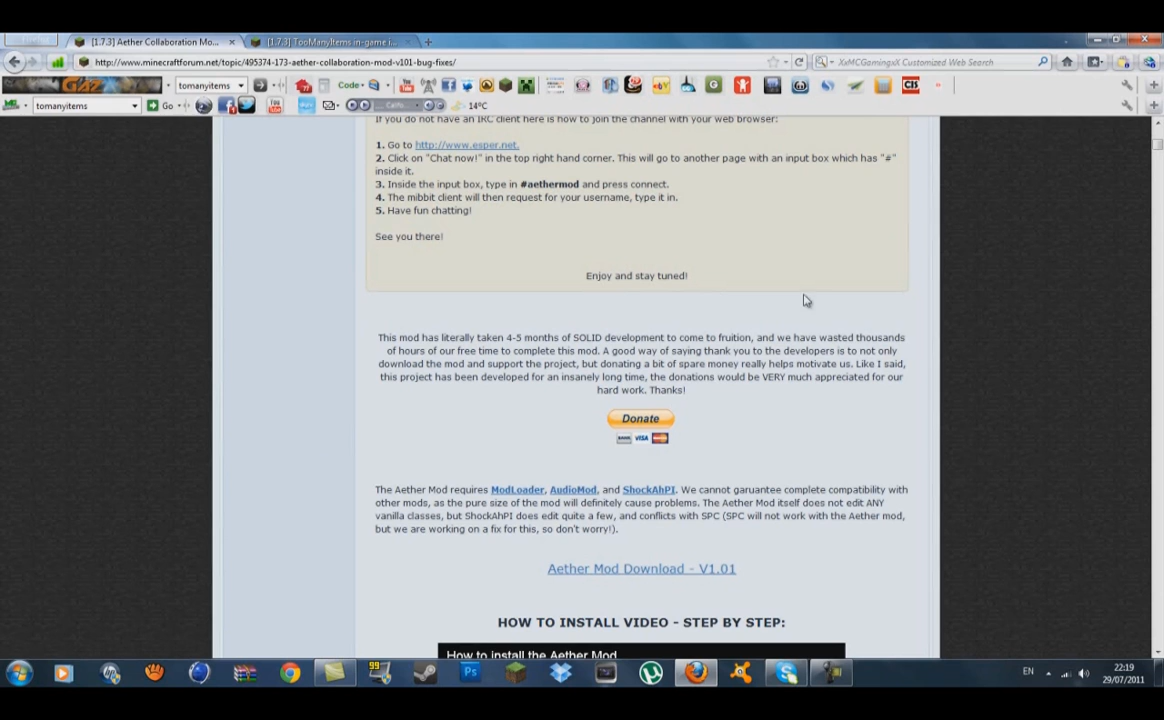 [1.7.3] Aether Collaboration Mo...
[1.7.3] TooManyItems in-game i...
http://www.minecraftforum.net/topic/495374-173-aether-collaboration-mod-v101-bug-fixes/
XxMCGamingsX Customized Web Search
tomanyitems
Code
CIS
tomanyitems
Go
14°C
If you do not have an IRC client here is how to join the channel with your web browser:
1. Go to http://www.esper.net.
2. Click on "Chat now!" in the top right hand corner. This will go to another page with an input box which has "#"
inside it.
3. Inside the input box, type in #aethermod and press connect.
4. The mibbit client will then request for your username, type it in.
5. Have fun chatting!
See you there!
Enjoy and stay tuned!
This mod has literally taken 4-5 months of SOLID development to come to fruition, and we have wasted thousands
of hours of our free time to complete this mod. A good way of saying thank you to the developers is to not only
download the mod and support the project, but donating a bit of spare money really helps motivate us. Like I said,
this project has been developed for an insanely long time, the donations would be VERY much appreciated for our
hard work. Thanks!
Donate
VISA
The Aether Mod requires ModLoader, AudioMod, and ShockAhPI. We cannot garuantee complete compatibility with
other mods, as the pure size of the mod will definitely cause problems. The Aether Mod itself does not edit ANY
vanilla classes, but ShockAhPI does edit quite a few, and conflicts with SPC (SPC will not work with the Aether mod,
but we are working on a fix for this, so don't worry!).
Aether Mod Download - V1.01
HOW TO INSTALL VIDEO - STEP BY STEP:
How to install the Aether Mod
99
Ps
EN
22:19
29/07/2011